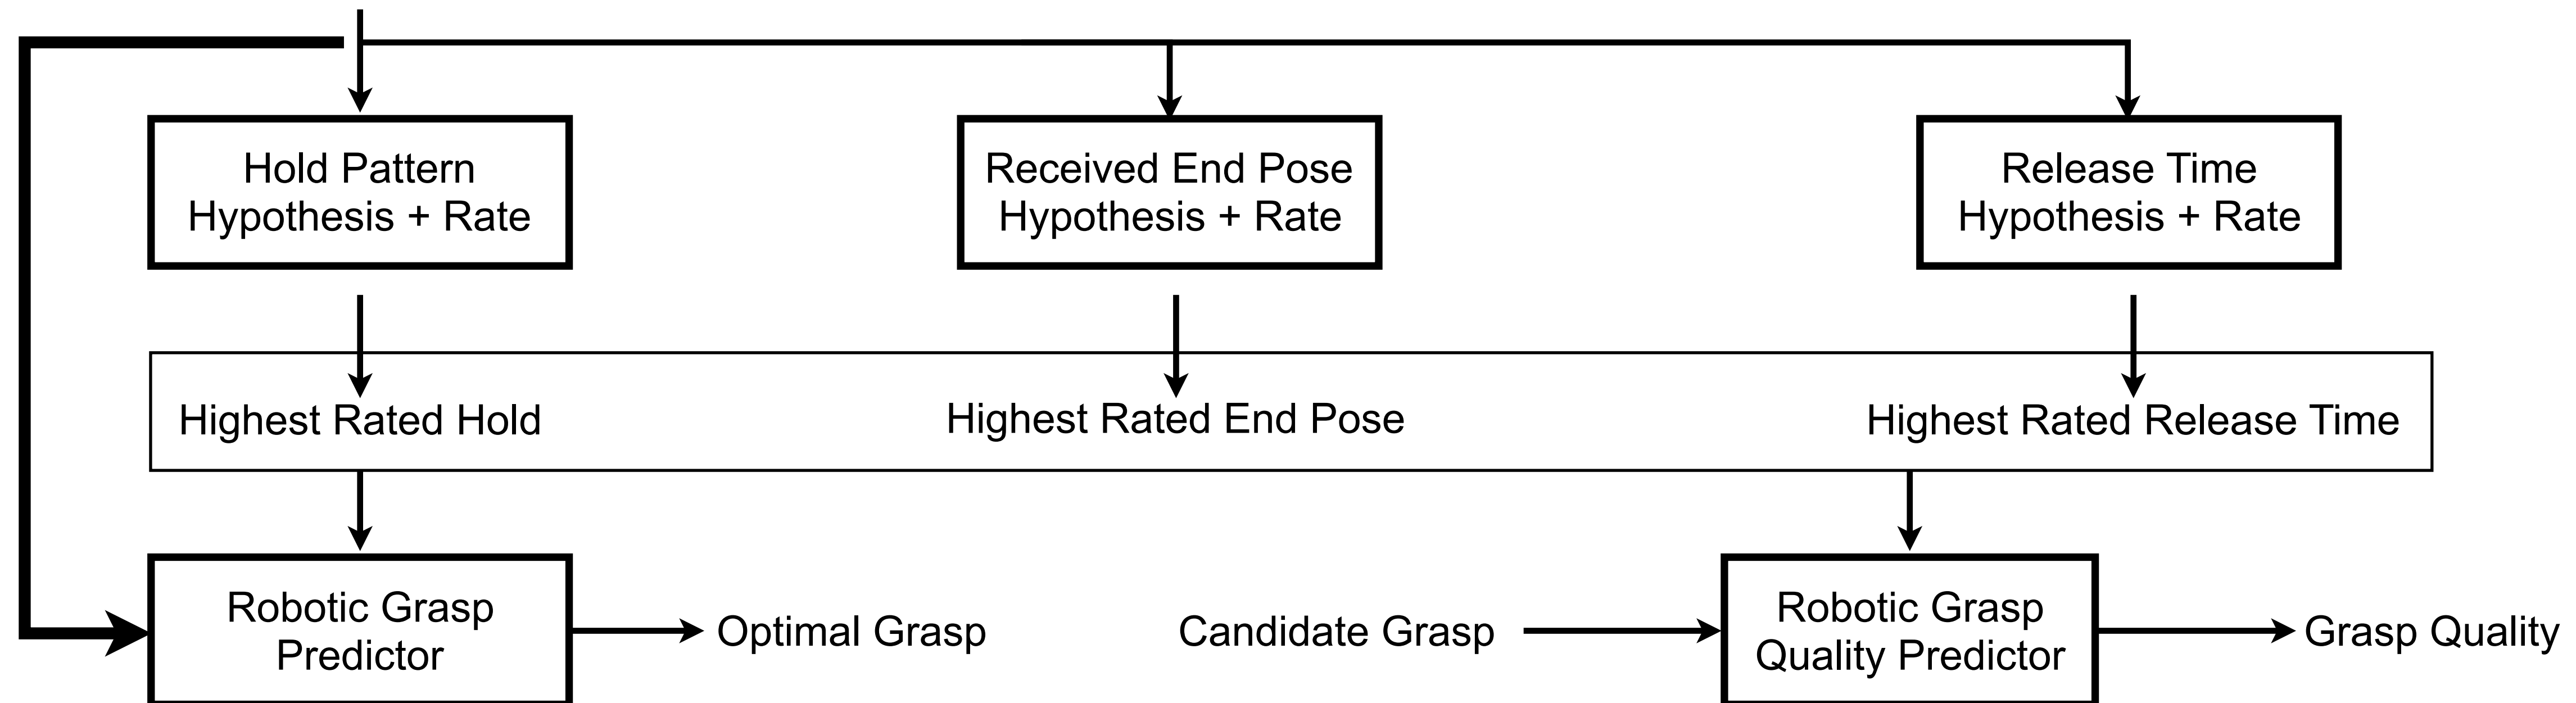 Hold Pattern
Hypothesis + Rate
Received End Pose
Hypothesis + Rate
Release Time
Hypothesis + Rate
Highest Rated Hold
Highest Rated End Pose
Highest Rated Release Time
Robotic Grasp
Predictor
Optimal Grasp
Candidate Grasp
Robotic Grasp
Quality Predictor
Grasp Quality